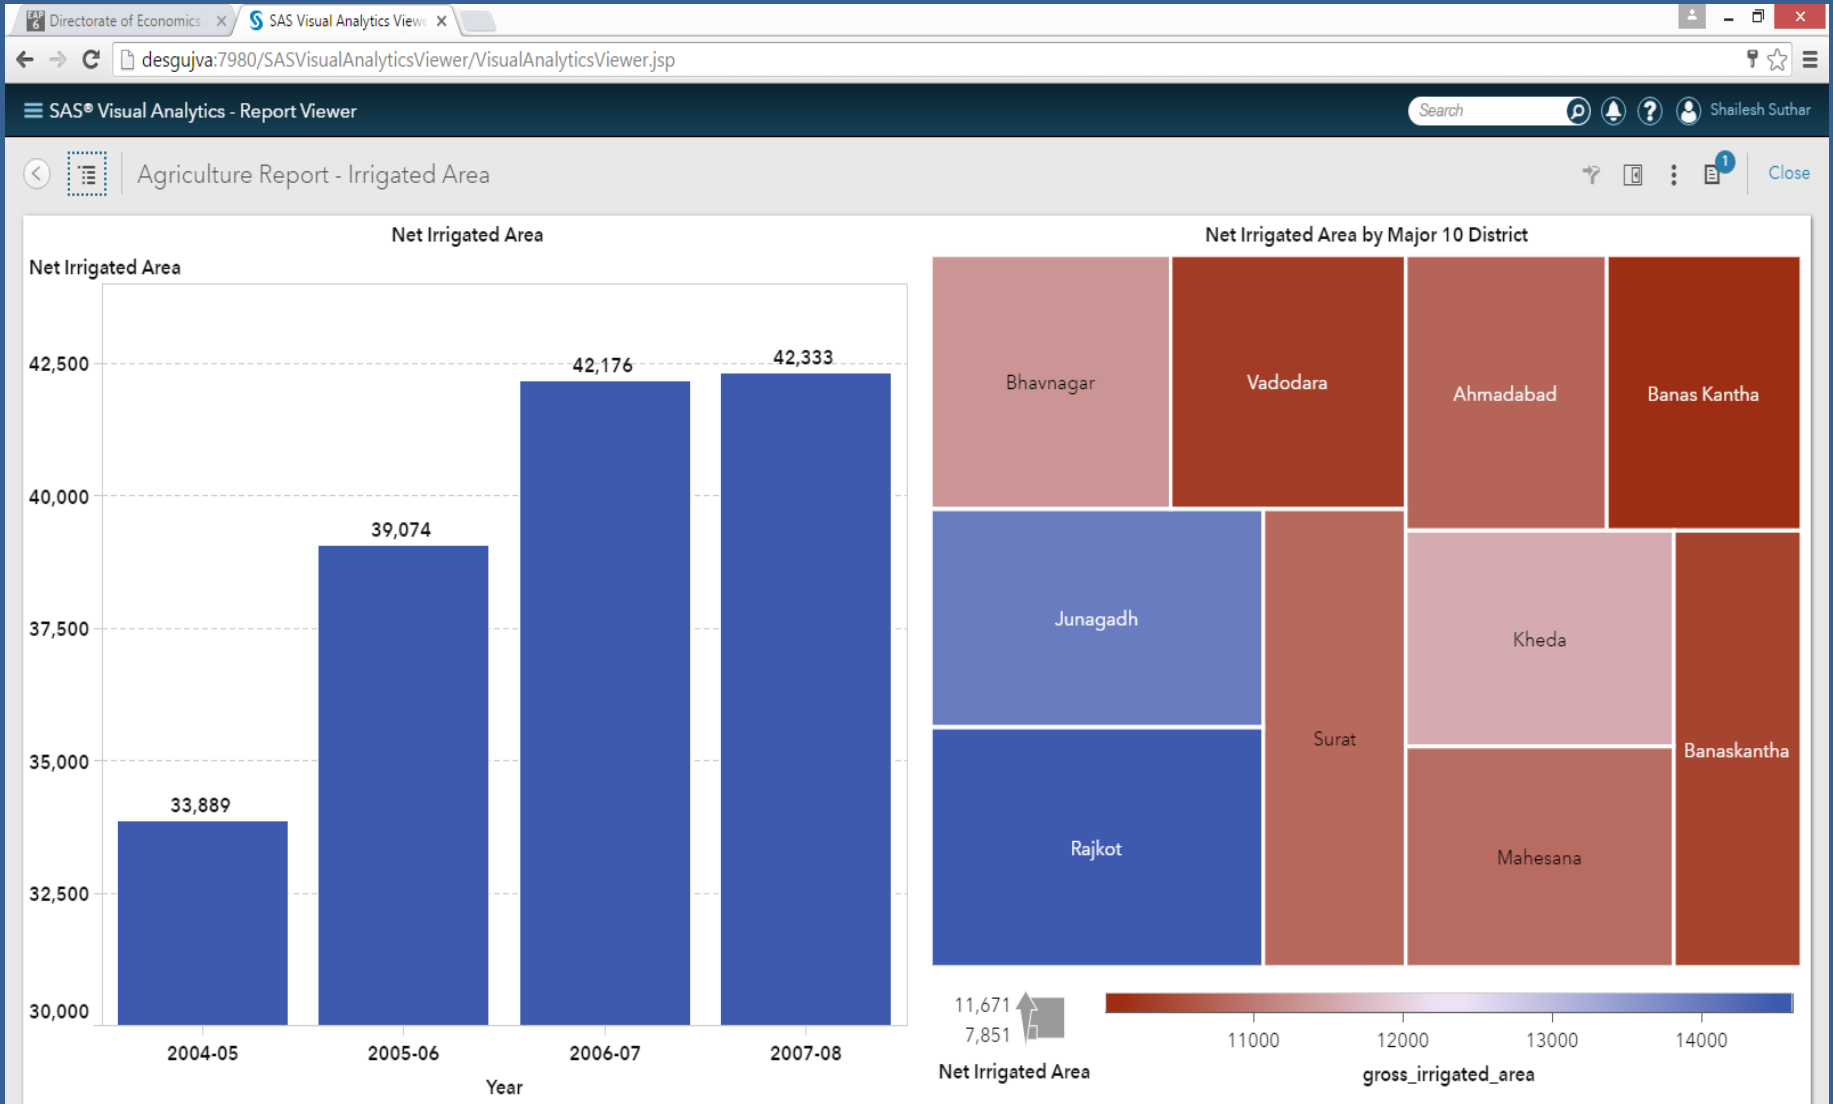 EAP 6 Directorate of Economics
SAS Visual Analytics View
desgujva:7980/SASVisualAnalyticsViewer/VisualAnalyticsViewer.jsp
SAS® Visual Analytics - Report Viewer
Search
Shailesh Suthar
Agriculture Report - Irrigated Area
1
Close
Net Irrigated Area
Net Irrigated Area
42,500
40,000
37,500
35,000
32,500
30,000
33,889
39,074
42,176
42,333
2004-05
2005-06
2006-07
2007-08
Year
Net Irrigated Area by Major 10 District
Bhavnagar
Vadodara
Ahmadabad
Banas Kantha
Junagadh
Surat
Kheda
Banaskantha
Rajkot
Mahesana
11,671
7,851
Net Irrigated Area
11000
12000
13000
14000
gross_irrigated_area